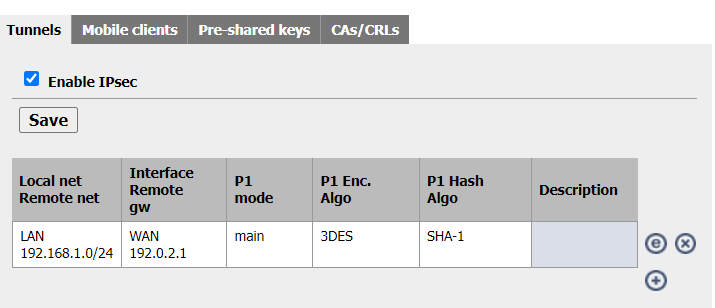 Tunnels Mobile clients Pre-shared keys CAs/CRLs
Enable IPsec
Save
Local net
Remote net
Interface
Remote
gw
P1
mode
P1 Enc.
Algo
P1 Hash
Algo
Description
LAN
192.168.1.0/24
WAN
192.0.2.1
main
3DES
SHA-1
e x
+